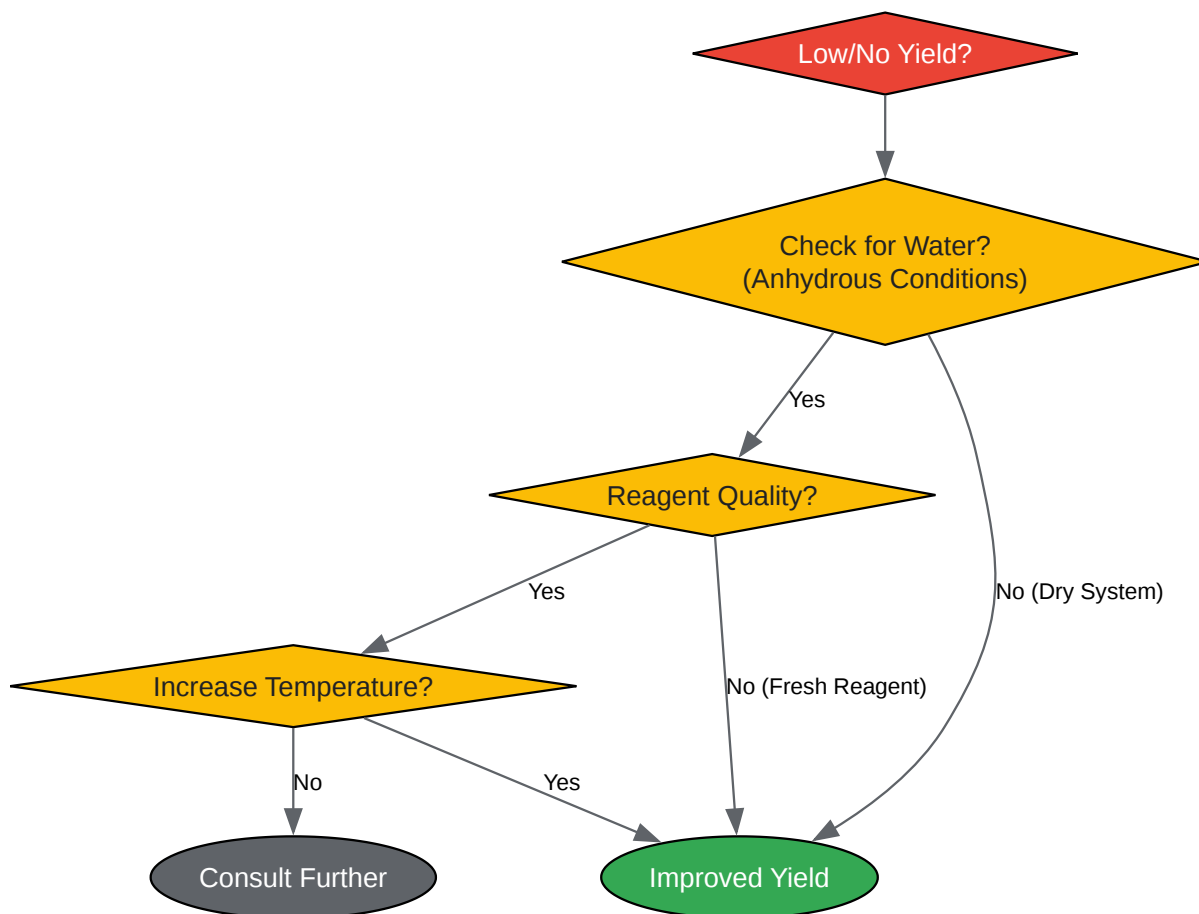 Low/No Yield?
Check for Water?
(Anhydrous Conditions)
Yes
Reagent Quality?
Yes
No (Dry System)
Increase Temperature?
No (Fresh Reagent)
No
Yes
Consult Further
Improved Yield